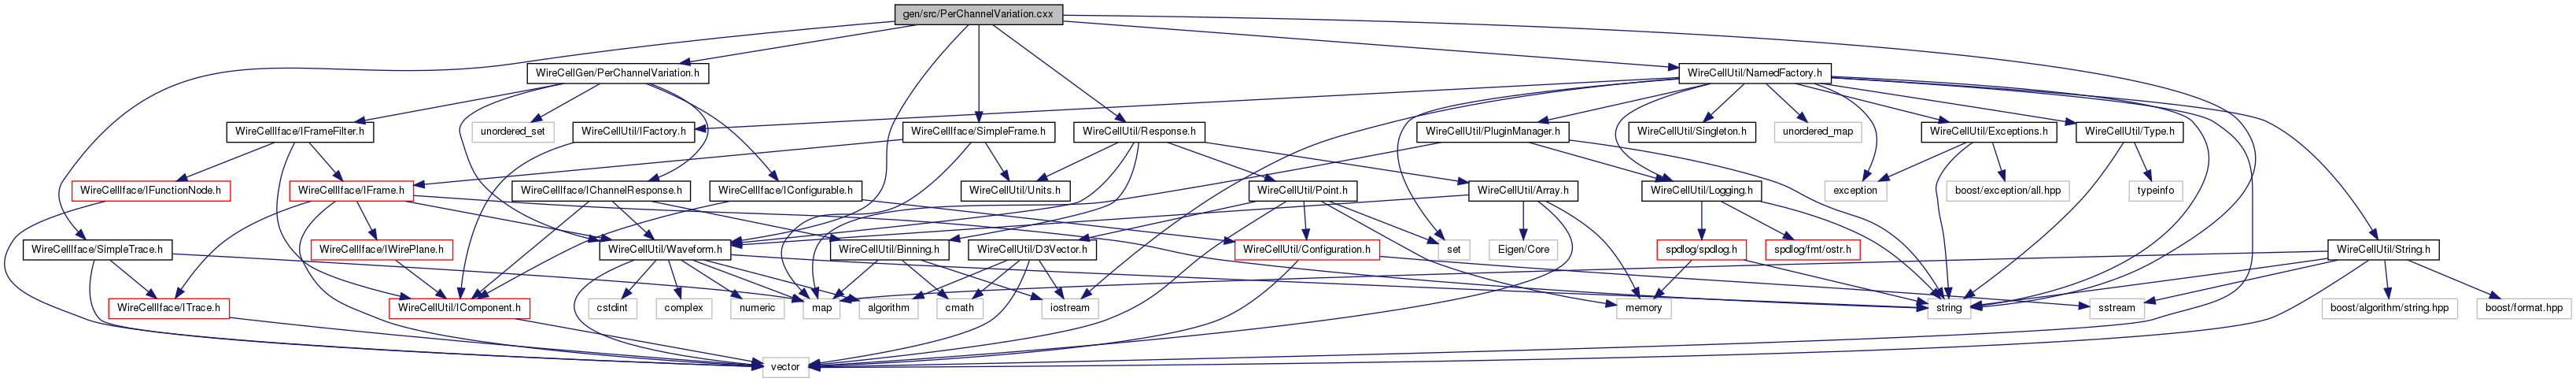 gen/src/PerChannelVariation.cxx
WireCellGen/PerChannelVariation.h
WireCellUtil/NamedFactory.h
WireCellIface/IFrameFilter.h
unordered_set
WireCellUtil/IFactory.h
WireCellIface/SimpleFrame.h
WireCellUtil/Response.h
WireCellUtil/PluginManager.h
WireCellUtil/Singleton.h
unordered_map
WireCellUtil/Exceptions.h
WireCellUtil/Type.h
WireCellIface/IFunctionNode.h
WireCellIface/IFrame.h
WireCellIface/IChannelResponse.h
WireCellIface/IConfigurable.h
WireCellUtil/Units.h
WireCellUtil/Point.h
WireCellUtil/Array.h
WireCellUtil/Logging.h
exception
boost/exception/all.hpp
typeinfo
WireCellIface/SimpleTrace.h
WireCellIface/IWirePlane.h
WireCellUtil/Waveform.h
WireCellUtil/Binning.h
WireCellUtil/D3Vector.h
WireCellUtil/Configuration.h
set
Eigen/Core
spdlog/spdlog.h
spdlog/fmt/ostr.h
WireCellUtil/String.h
WireCellIface/ITrace.h
WireCellUtil/IComponent.h
cstdint
complex
numeric
map
algorithm
cmath
iostream
memory
string
sstream
boost/algorithm/string.hpp
boost/format.hpp
vector